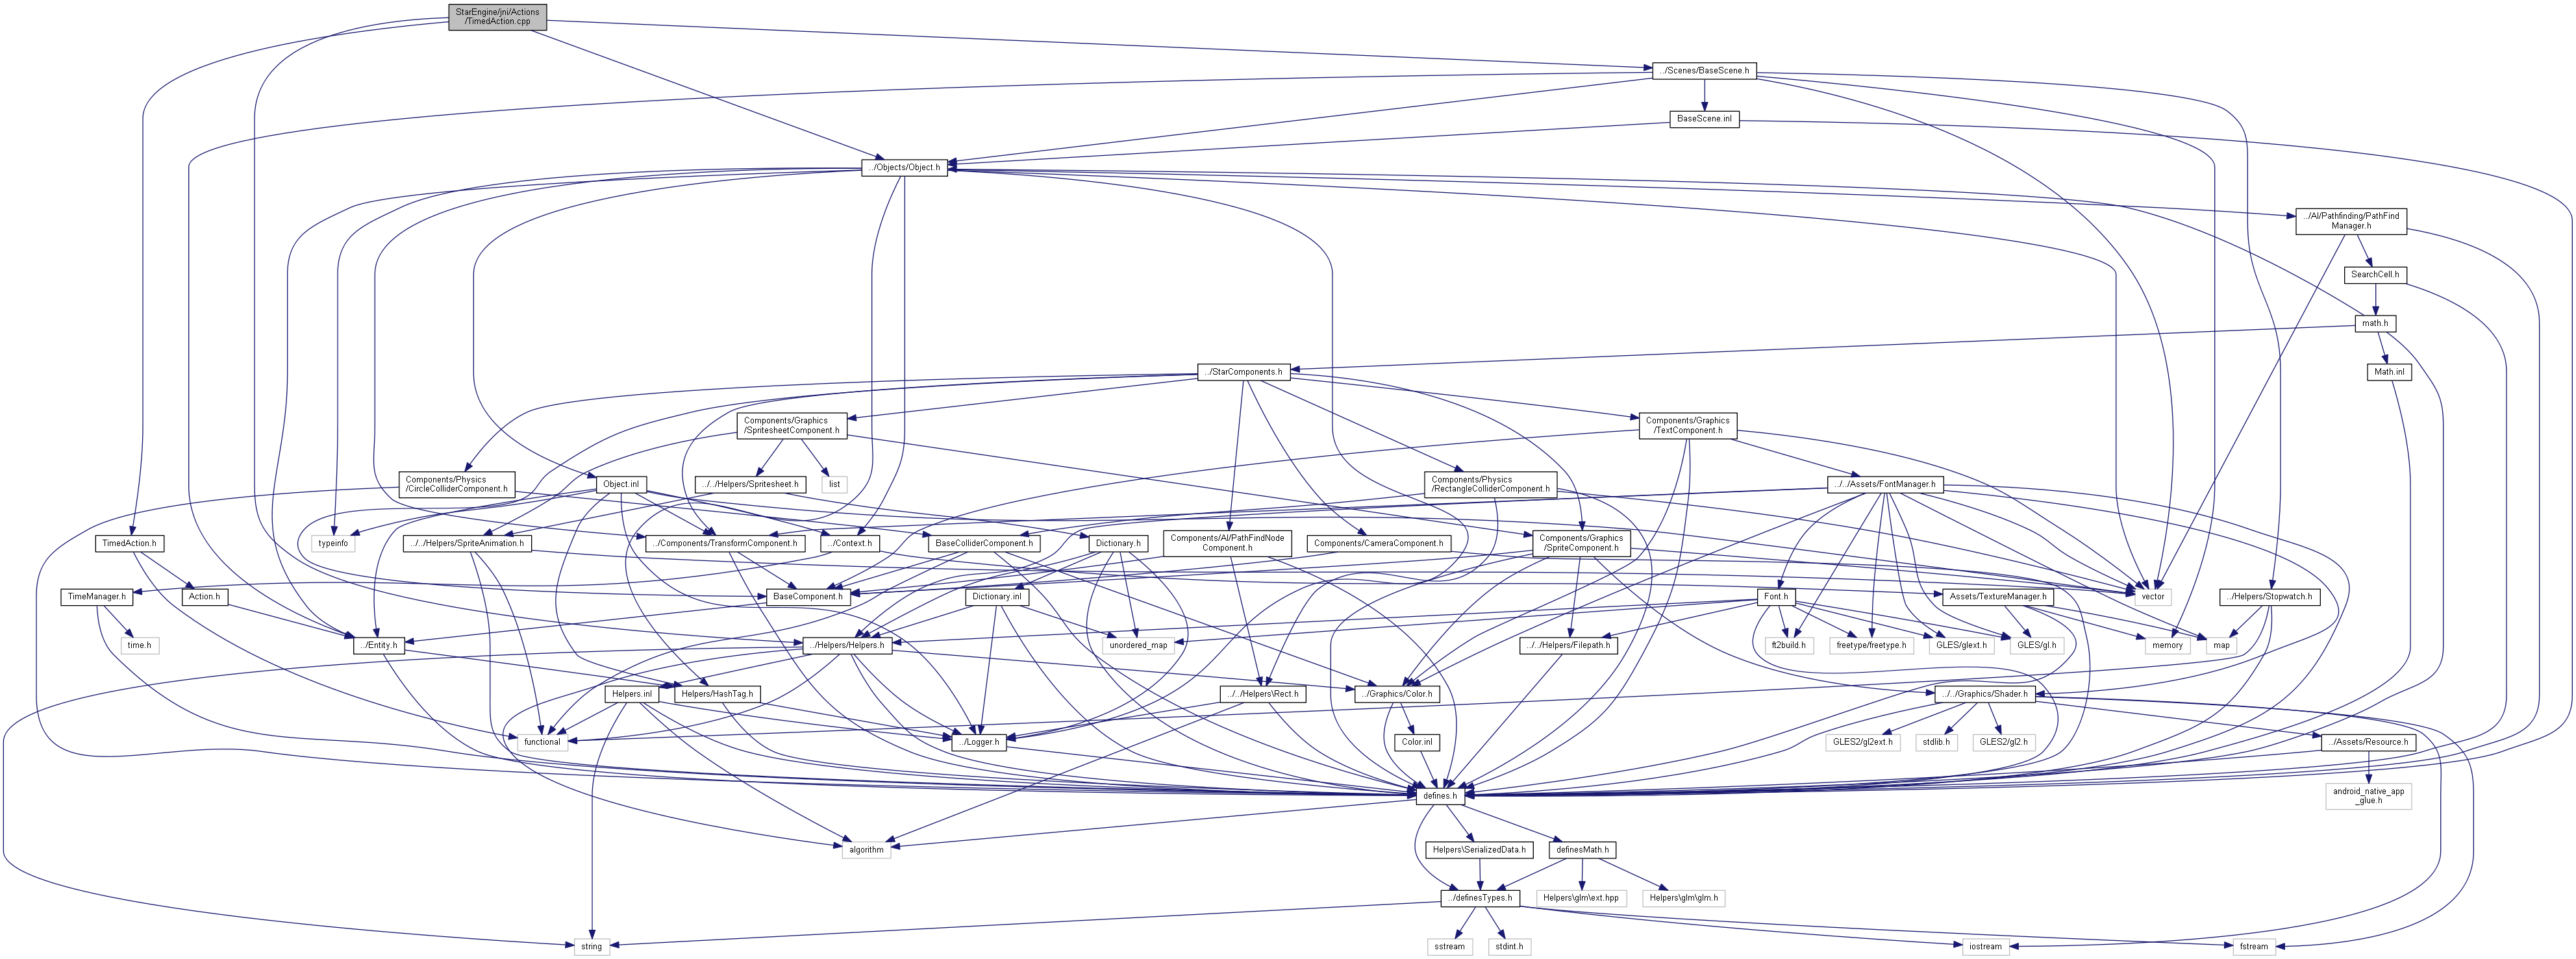 StarEngine/jni/Actions
/TimedAction.cpp
../Scenes/BaseScene.h
BaseScene.inl
../Objects/Object.h
../AI/Pathfinding/PathFind
Manager.h
SearchCell.h
math.h
../StarComponents.h
Math.inl
Components/Graphics
/SpritesheetComponent.h
Components/Graphics
/TextComponent.h
Components/Physics
/CircleColliderComponent.h
Object.inl
../../Helpers/Spritesheet.h
list
Components/Physics
/RectangleColliderComponent.h
../../Assets/FontManager.h
TimedAction.h
typeinfo
../../Helpers/SpriteAnimation.h
../Components/TransformComponent.h
../Context.h
BaseColliderComponent.h
Dictionary.h
Components/AI/PathFindNode
Component.h
Components/CameraComponent.h
Components/Graphics
/SpriteComponent.h
TimeManager.h
Action.h
BaseComponent.h
Dictionary.inl
Font.h
Assets/TextureManager.h
vector
../Helpers/Stopwatch.h
time.h
../Entity.h
../Helpers/Helpers.h
unordered_map
../../Helpers/Filepath.h
ft2build.h
freetype/freetype.h
GLES/glext.h
GLES/gl.h
memory
map
Helpers.inl
Helpers/HashTag.h
../../Helpers\Rect.h
../Graphics/Color.h
../../Graphics/Shader.h
functional
../Logger.h
Color.inl
GLES2/gl2ext.h
stdlib.h
GLES2/gl2.h
../Assets/Resource.h
defines.h
android_native_app
_glue.h
algorithm
Helpers\SerializedData.h
definesMath.h
../definesTypes.h
Helpers\glm\ext.hpp
Helpers\glm\glm.h
string
sstream
stdint.h
iostream
fstream